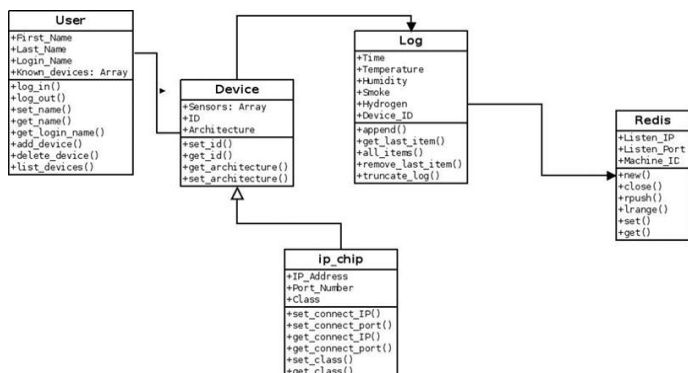 User
+First_Name
+Last_Name
+Login_Name
+Known_devices: Array
+log_in()
+log_out()
+set_name()
+get_name()
+get_login_name()
+add_device()
+delete_device()
+list_devices()
Device
+Sensors: Array
+ID
+Architecture
+set_id()
+get_id()
+get_architecture()
+set_architecture()
Log
+Time
+Temperature
+Humidity
+Smoke
+Hydrogen
+Device_ID
+append()
+get_last_item()
+all_items()
+remove_last_item()
+truncate_log()
Redis
+Listen_IP
+Listen_Port
+Machine_ID
+new()
+close()
+rpush()
+lrange()
+set()
+get()
ip_chip
+IP_Address
+Port_Number
+Class
+set_connect_IP()
+set_connect_port()
+get_connect_IP()
+get_connect_port()
+set_class()
+get_class()